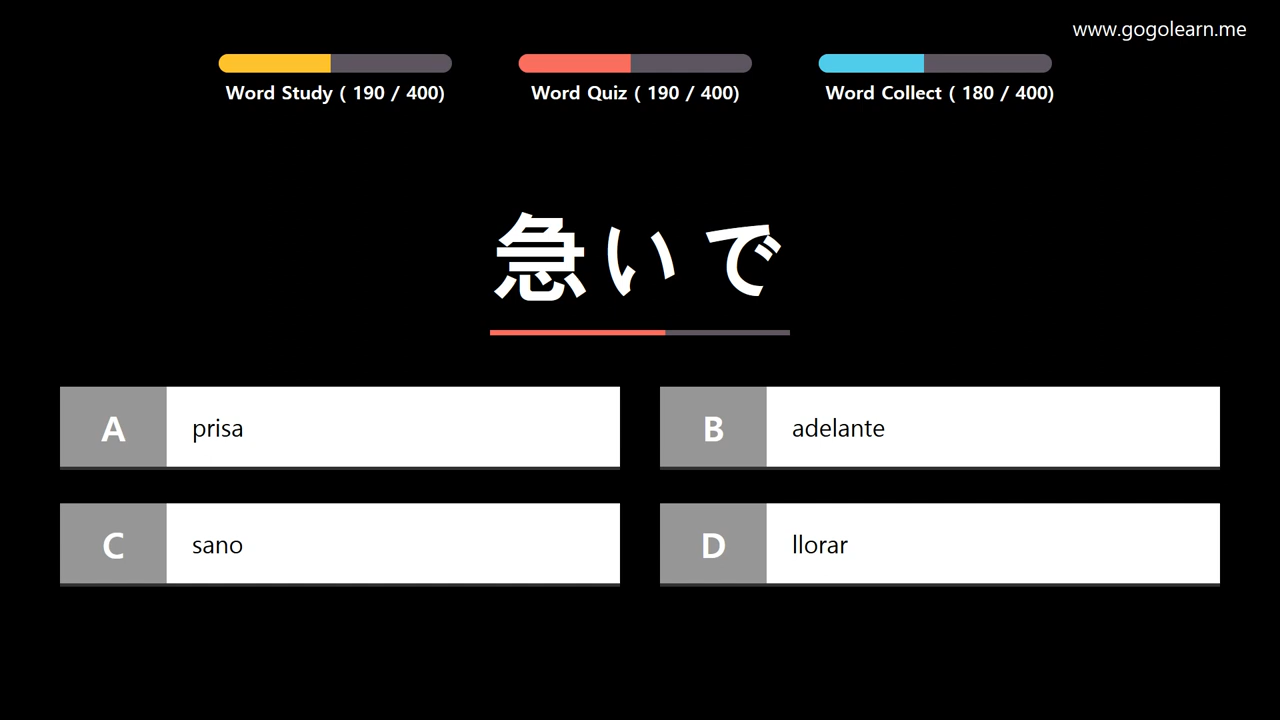 www.gogolearn.me
Word Study ( 190 / 400)
Word Quiz ( 190 / 400)
Word Collect ( 180 / 400)
急いで
A prisa
B adelante
C sano
D llorar